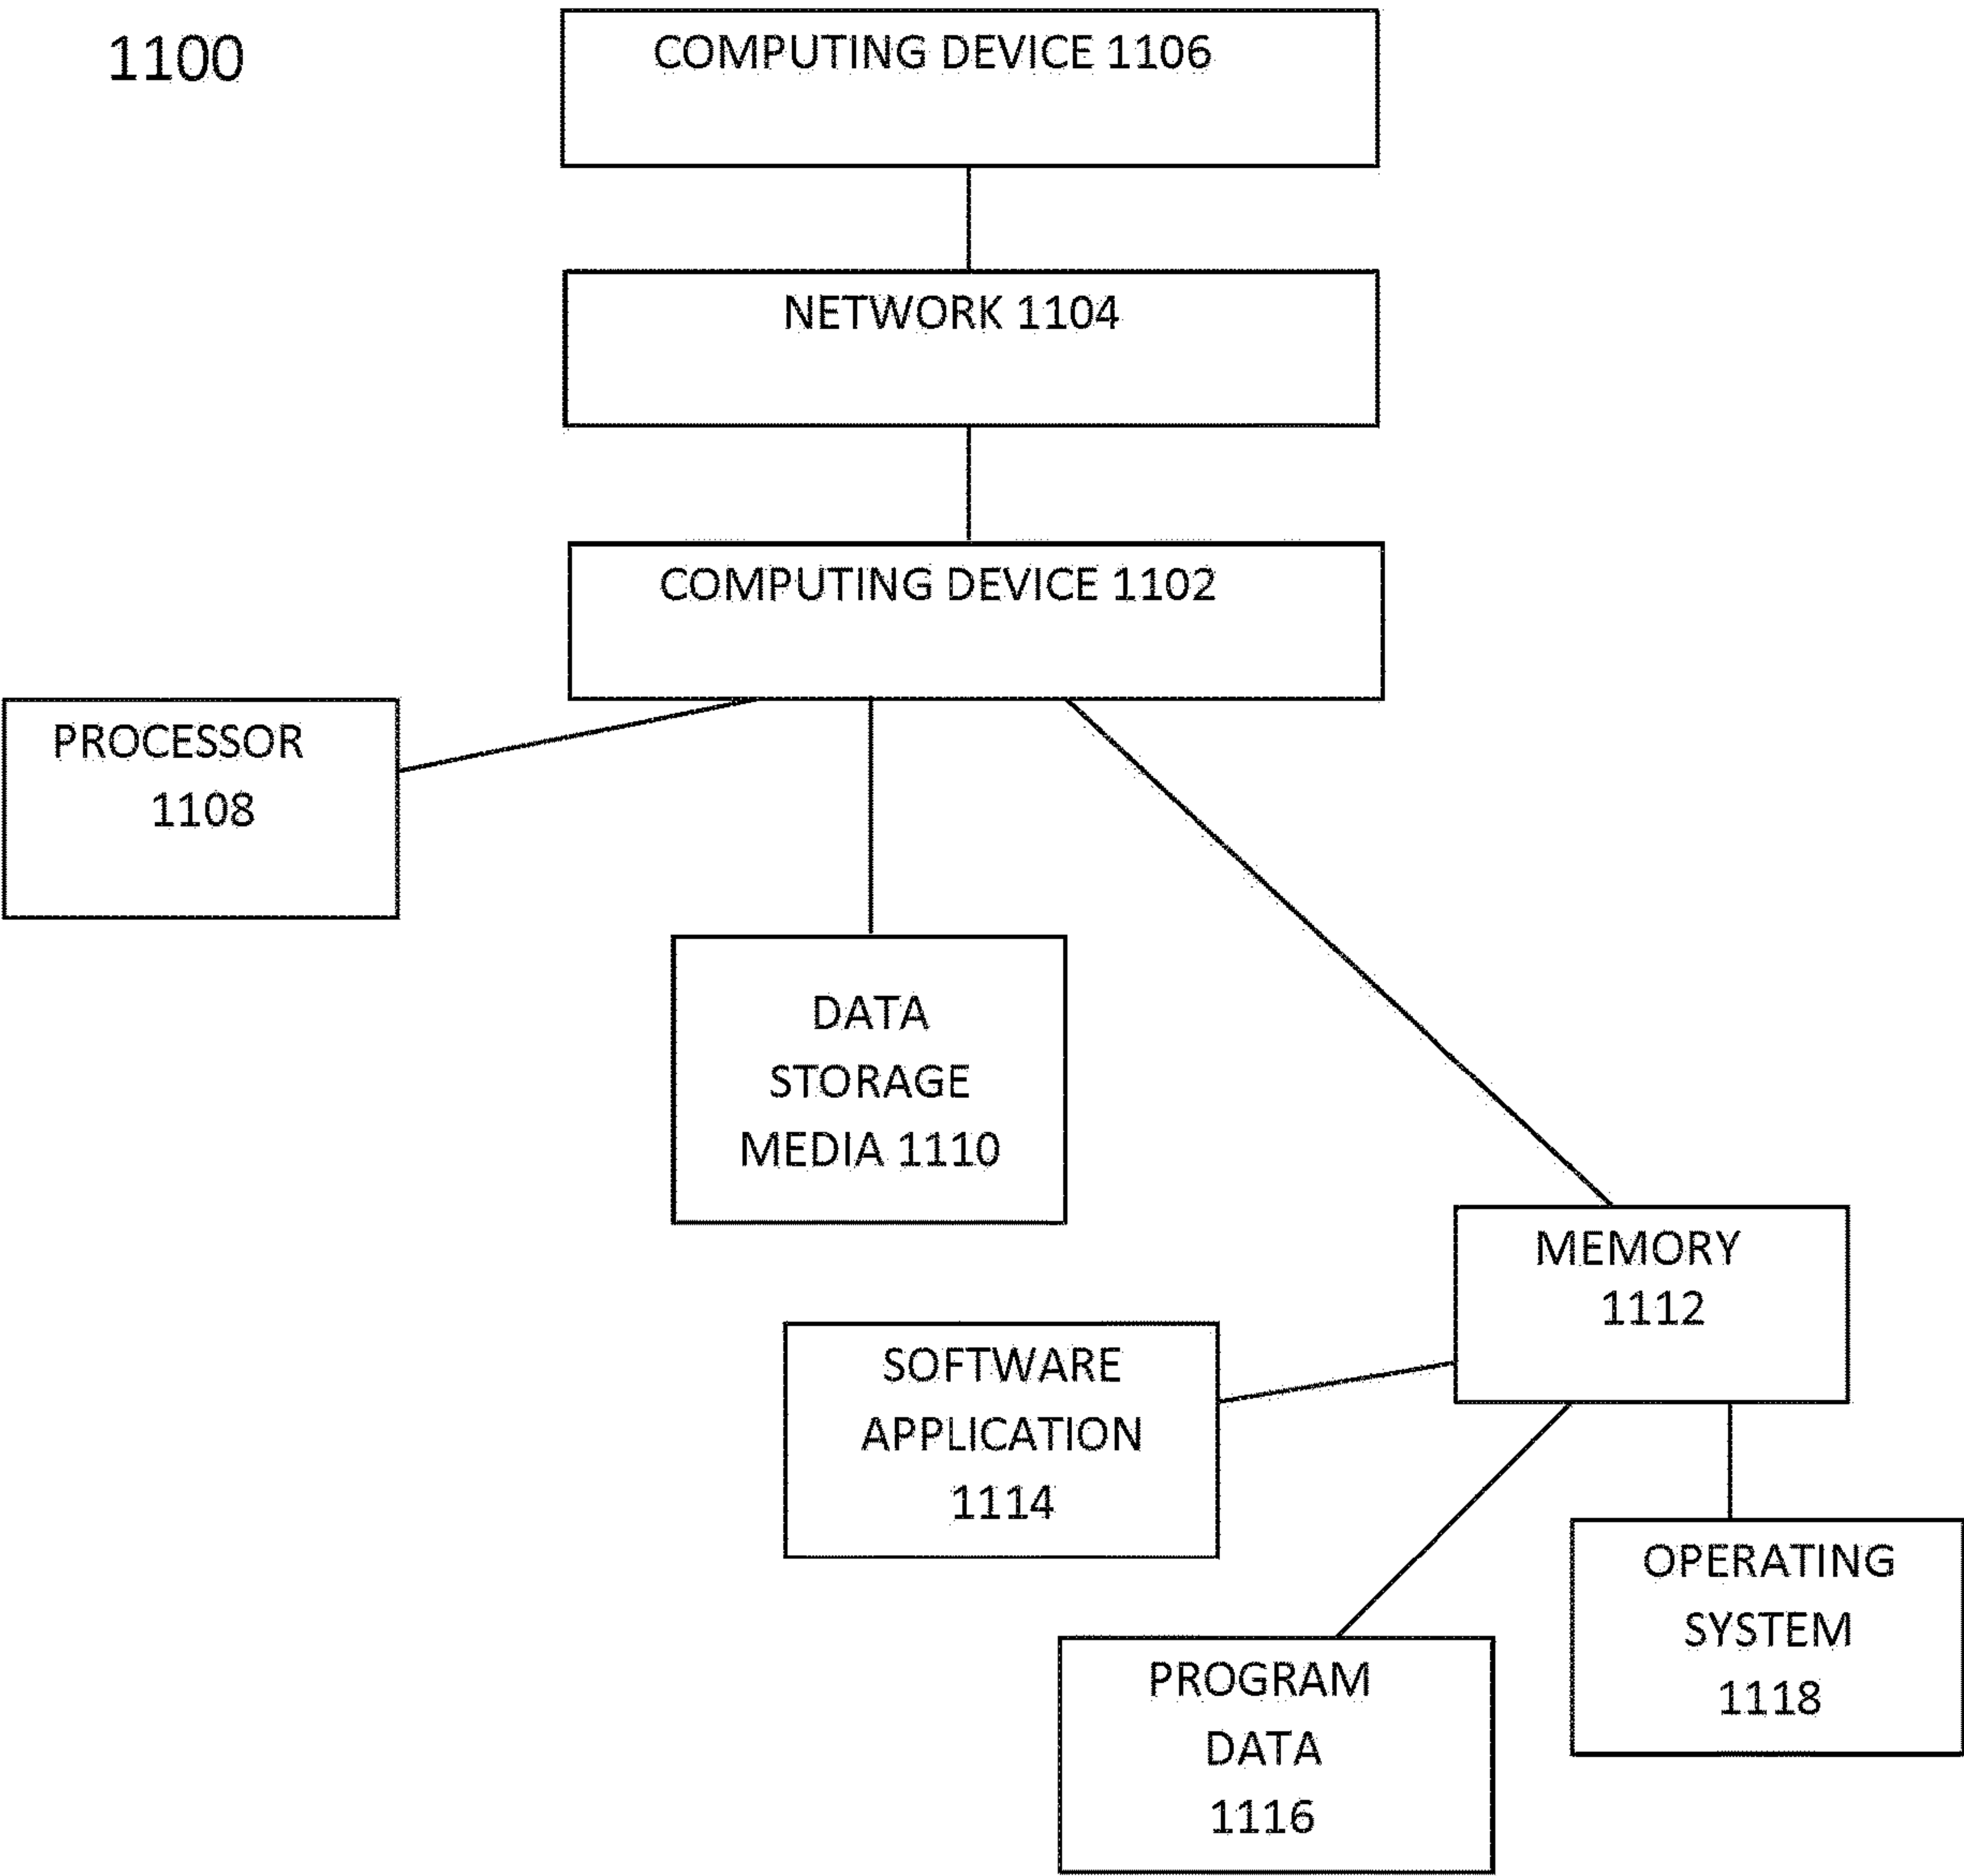 1100
COMPUTING DEVICE 1106
NETWORK 1104
COMPUTING DEVICE 1102
PROCESSOR
1108
DATA
STORAGE
MEDIA 1110
MEMORY
1112
SOFTWARE
APPLICATION
1114
OPERATING
SYSTEM
1118
PROGRAM
DATA
1116